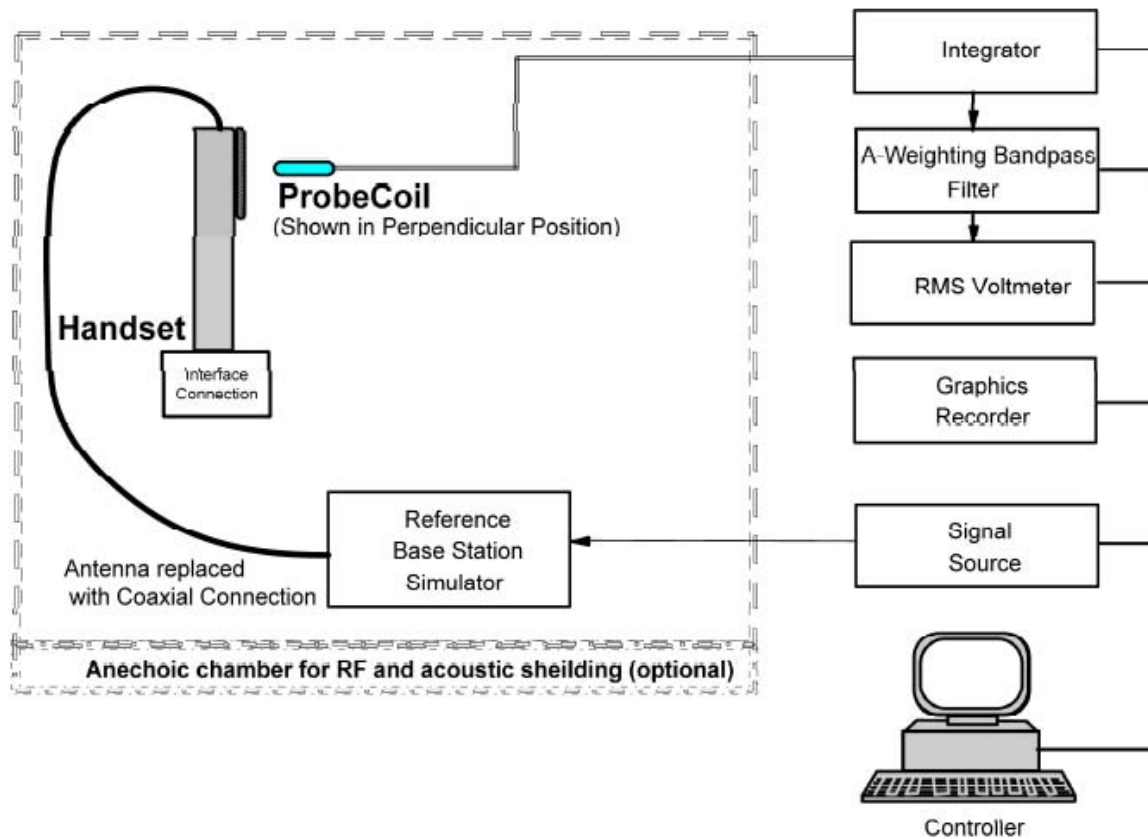 Integrator
A-Weighting Bandpass
Filter
RMS Voltmeter
Graphics
Recorder
Signal
Source
Controller
ProbeCoil
(Shown in Perpendicular Position)
Handset
Interface
Connection
Reference
Base Station
Simulator
Antenna replaced
with Coaxial Connection
Anechoic chamber for RF and acoustic sheilding (optional)